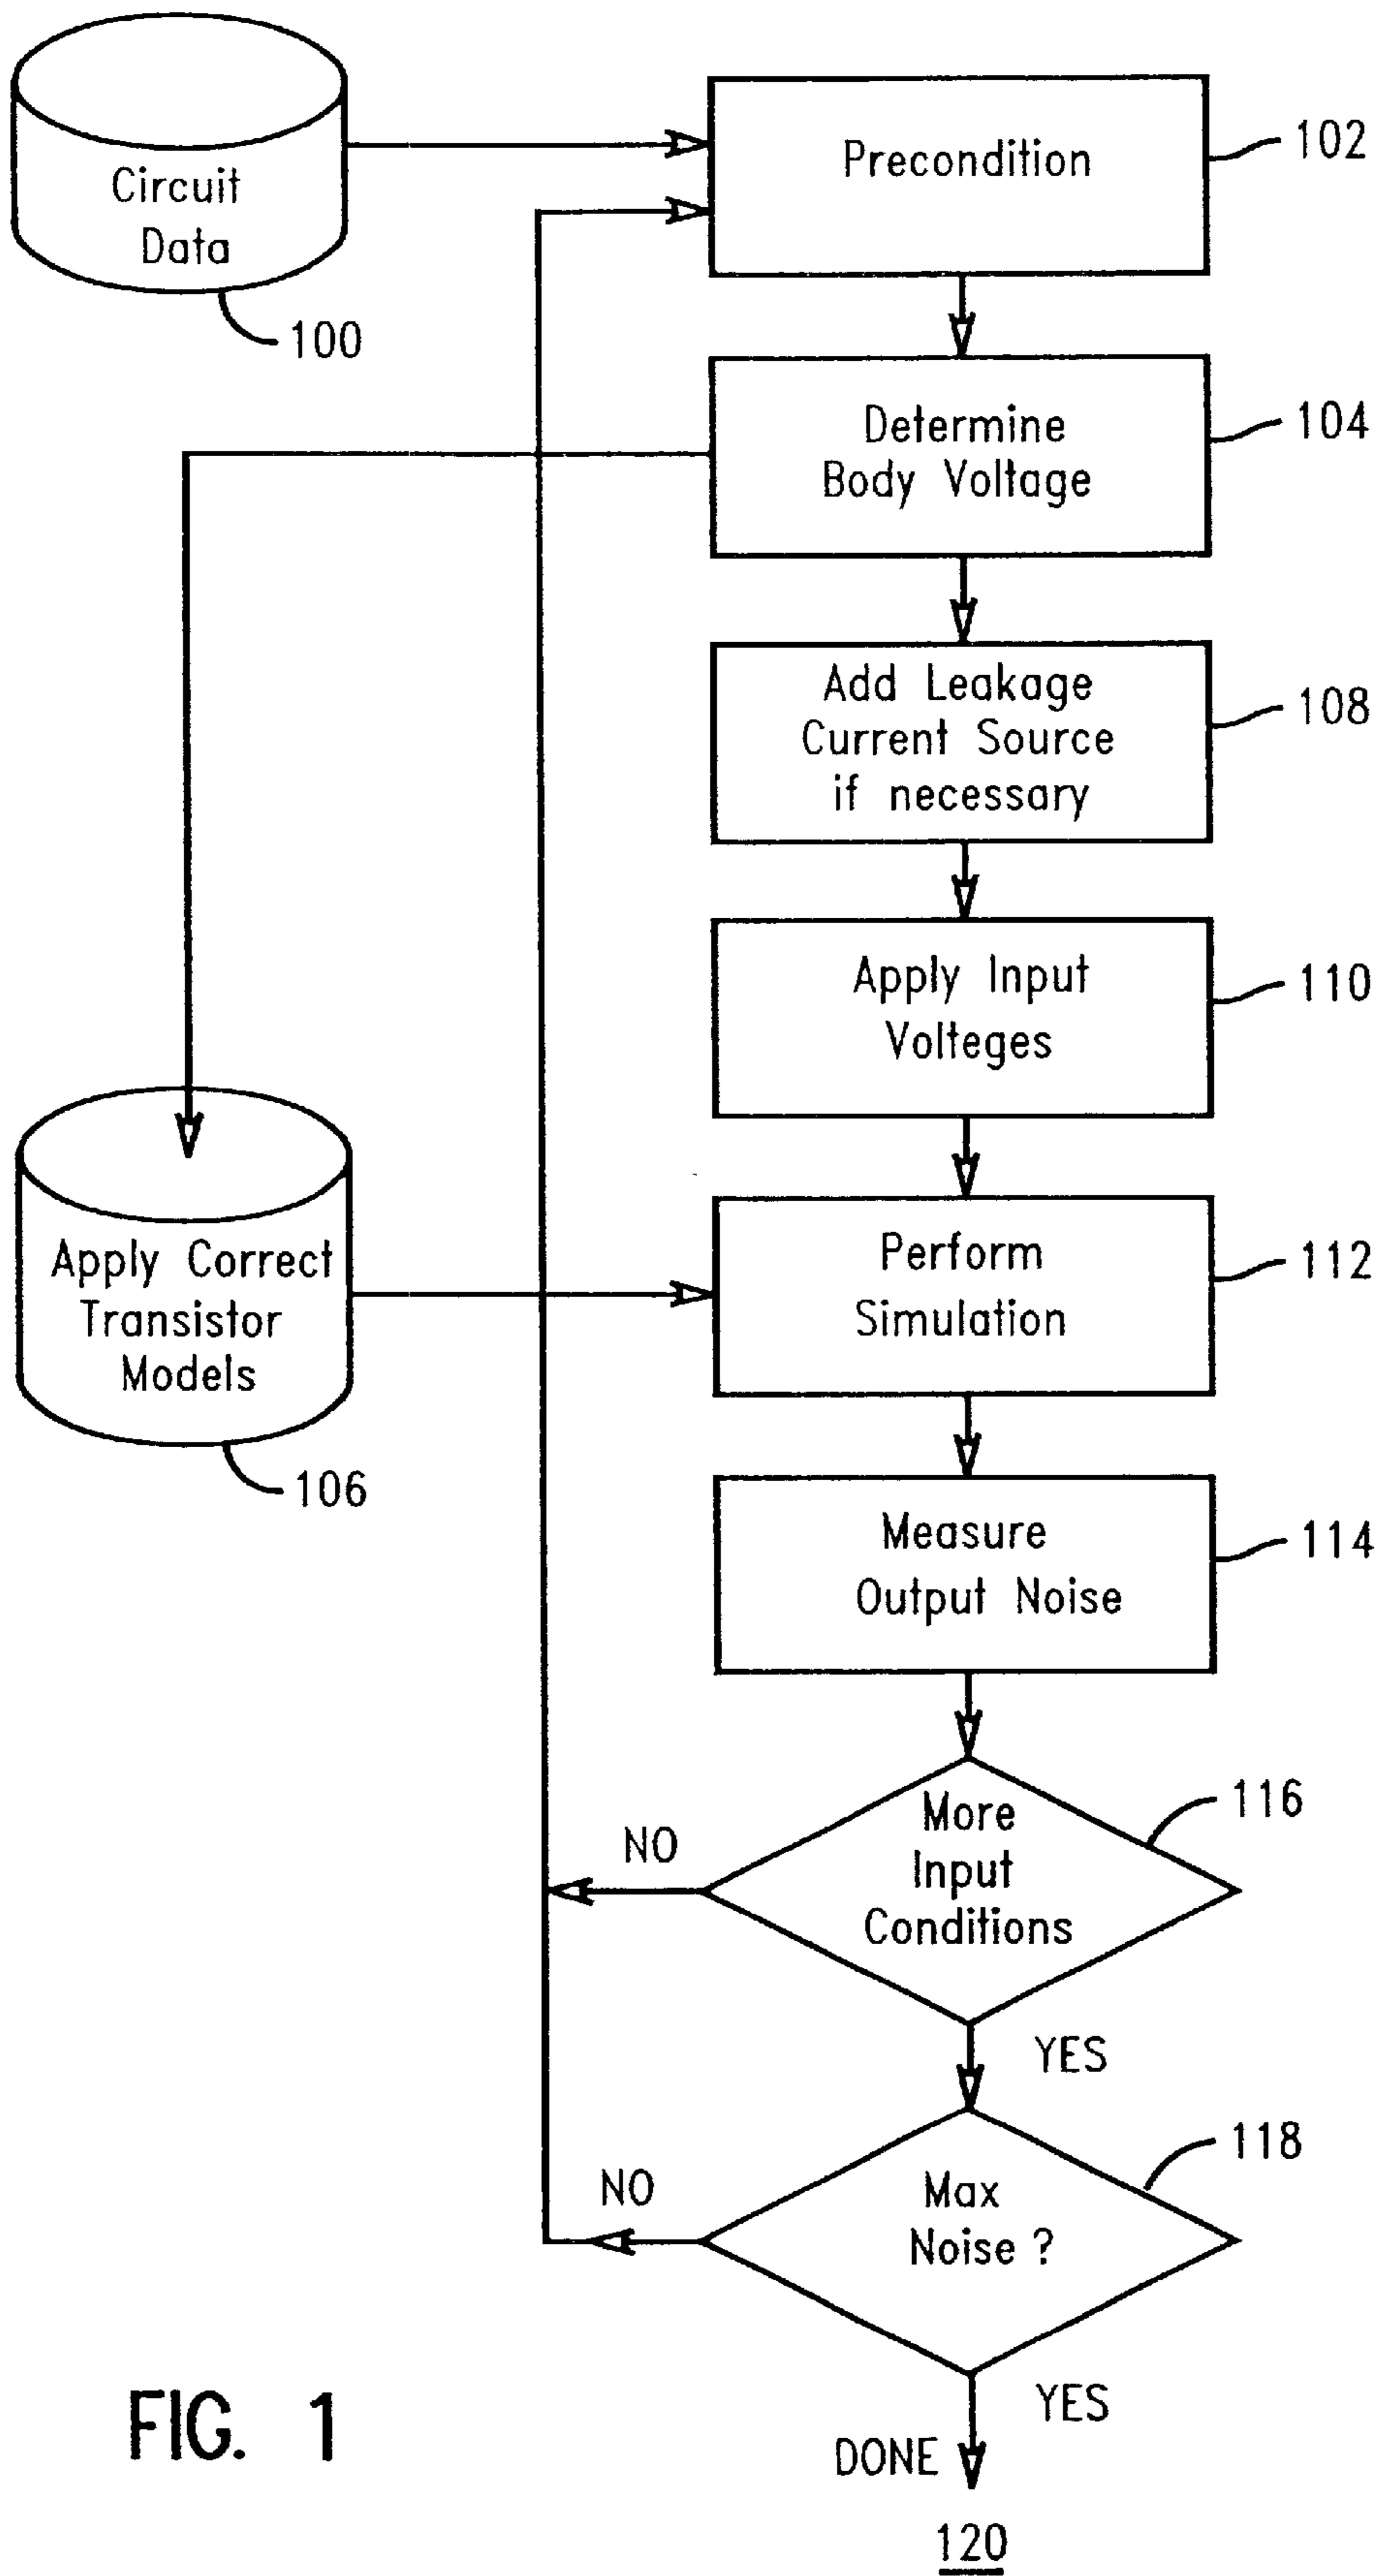 Circuit
Data
100
Precondition
102
Determine
Body Voltage
104
Add Leakage
Current Source
if necessary
108
Apply Input
Volteges
110
Apply Correct
Transistor
Models
106
Perform
Simulation
112
Measure
Output Noise
114
More
Input
Conditions
116
NO
YES
Max
Noise ?
118
NO
YES
DONE
120
FIG. 1